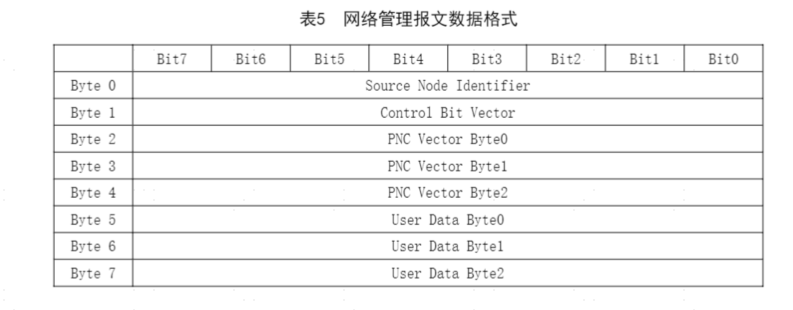 表5 网络管理报文数据格式
Bit7 Bit6 Bit5 Bit4 Bit3 Bit2 Bit1 Bit0
Byte 0 Source Node Identifier
Byte 1 Control Bit Vector
Byte 2 PNC Vector Byte0
Byte 3 PNC Vector Byte1
Byte 4 PNC Vector Byte2
Byte 5 User Data Byte0
Byte 6 User Data Byte1
Byte 7 User Data Byte2